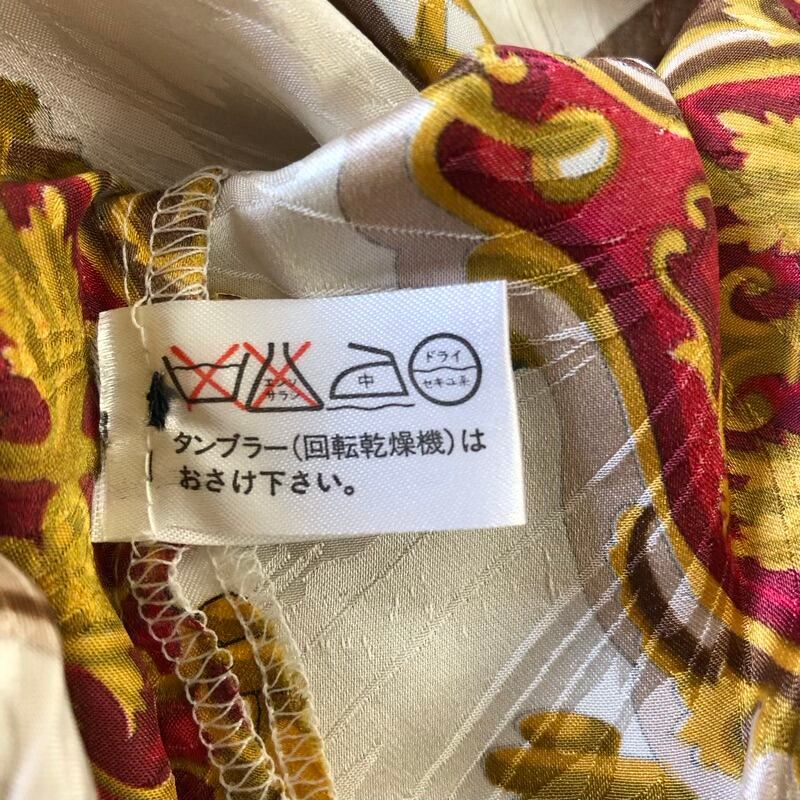 エンソ
サラシ
中
ドライ
セキユ系
タンブラー(回転乾燥機)は
おさけ下さい。